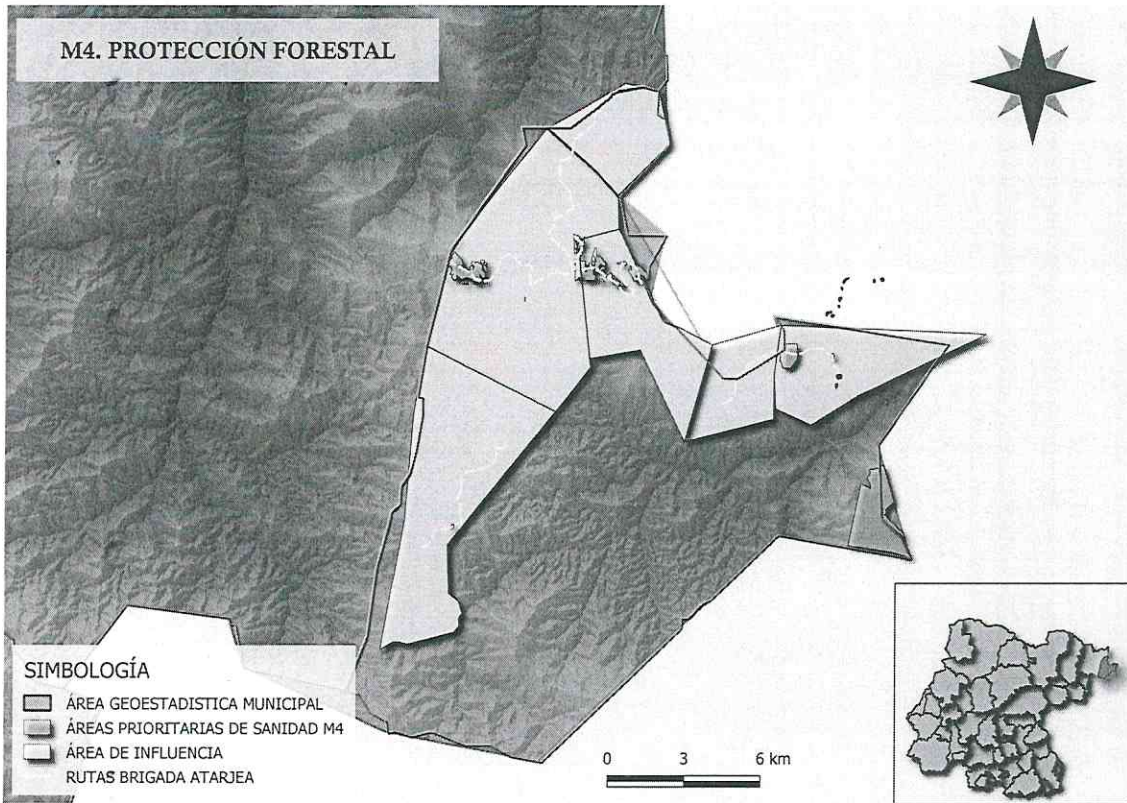 M4. PROTECCIÓN FORESTAL
SIMBOLOGÍA
ÁREA GEOESTADISTICA MUNICIPAL
ÁREAS PRIORITARIAS DE SANIDAD M4
ÁREA DE INFLUENCIA
RUTAS BRIGADA ATARJEA
0 3 6 km